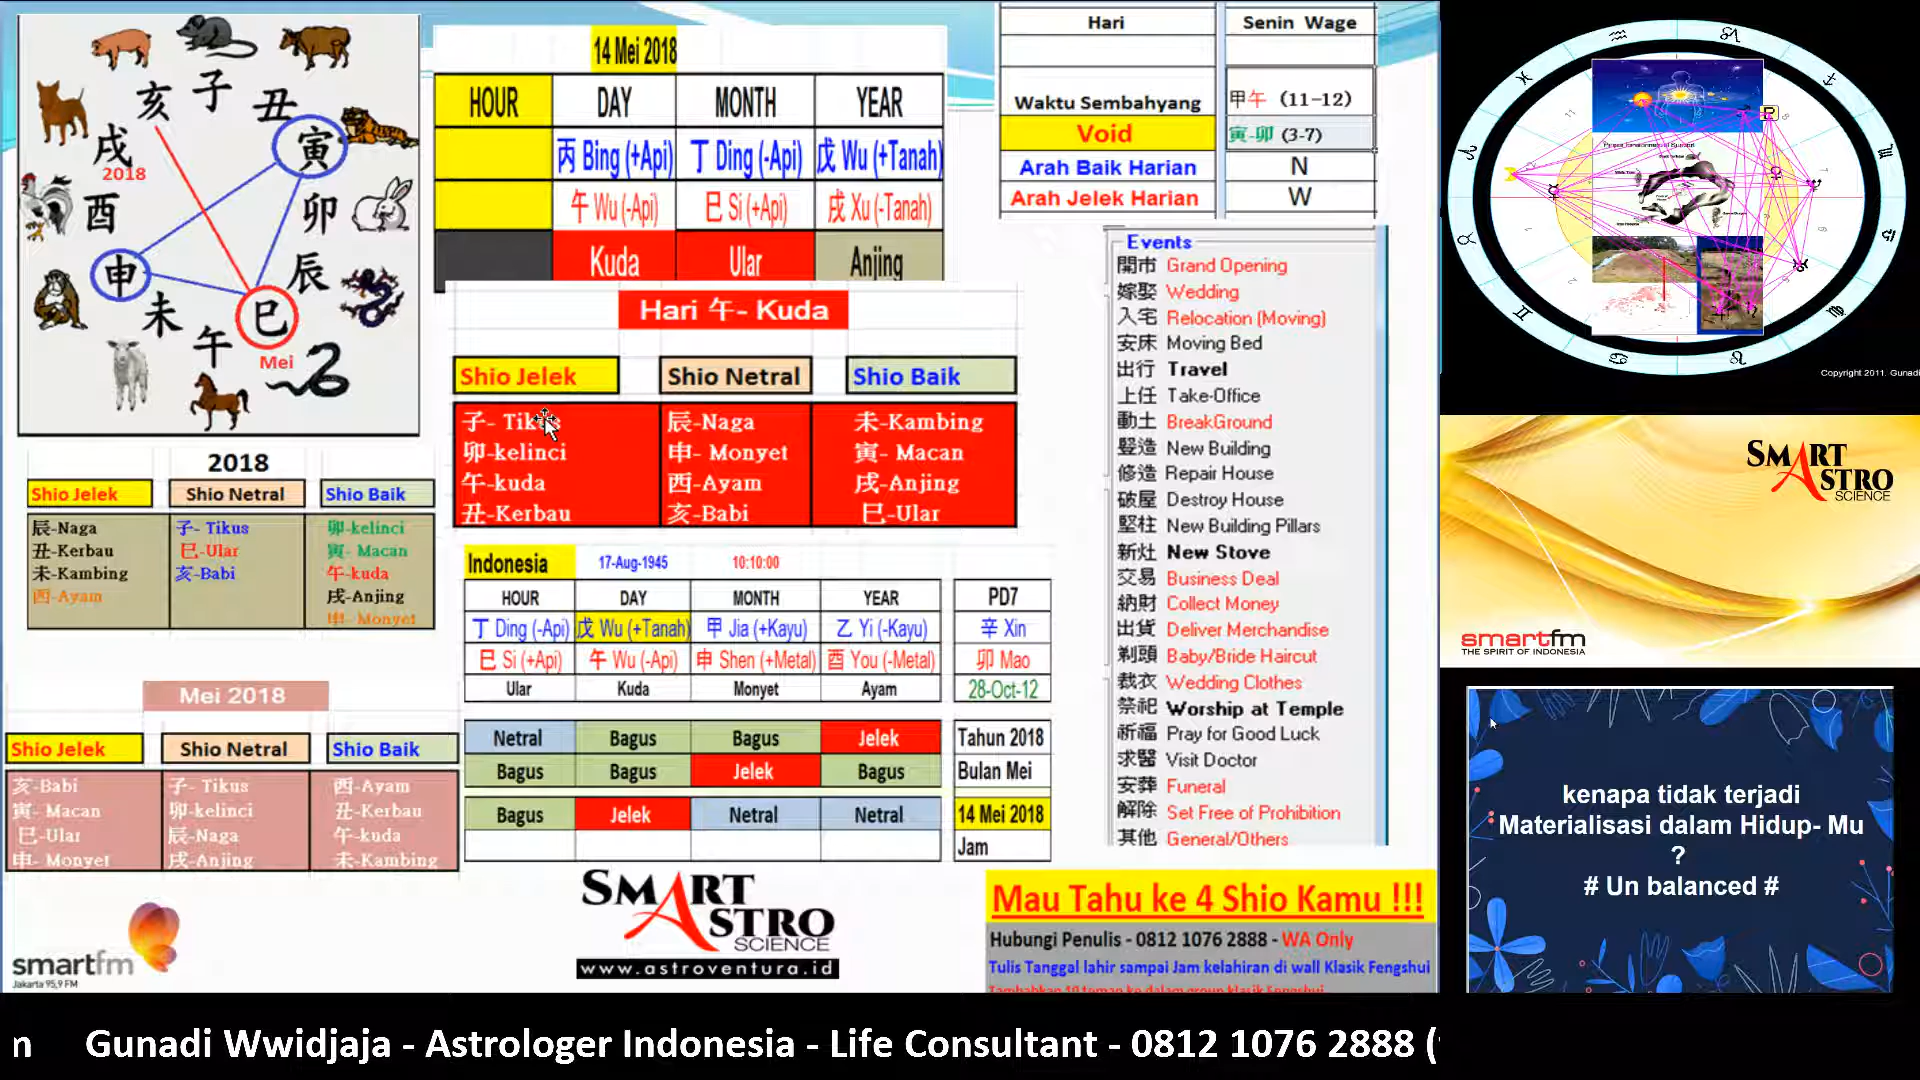 亥 子 丑
戌 寅
2018
酉 卯
申 辰
未 巳
午
Mei
14 Mei 2018
HOUR DAY MONTH YEAR
丙 Bing (+Api) 丁 Ding (-Api) 戊 Wu (+Tanah)
午 Wu (-Api) 巳 Si (+Api) 戌 Xu (-Tanah)
Kuda Ular Anjing
Hari Senin Wage
Waktu Sembahyang 甲午 (11-12)
Void 寅-卯 (3-7)
Arah Baik Harian N
Arah Jelek Harian W
Hari 午- Kuda
Shio Jelek Shio Netral Shio Baik
子- Tikus 辰-Naga 未-Kambing
卯-kelinci 申- Monyet 寅- Macan
午-kuda 酉-Ayam 戌-Anjing
丑-Kerbau 亥-Babi 巳-Ular
2018
Shio Jelek Shio Netral Shio Baik
辰-Naga 子- Tikus 卯-kelinci
丑-Kerbau 巳-Ular 寅- Macan
未-Kambing 亥-Babi 午-kuda
酉-Ayam 戌-Anjing
申- Monyet
Mei 2018
Shio Jelek Shio Netral Shio Baik
亥-Babi 子- Tikus 酉-Ayam
寅- Macan 卯-kelinci 丑-Kerbau
巳-Ular 辰-Naga 午-kuda
申- Monyet 戌-Anjing 未-Kambing
Indonesia 17-Aug-1945 10:10:00
HOUR DAY MONTH YEAR PD7
丁 Ding (-Api) 戊 Wu (+Tanah) 甲 Jia (+Kayu) 乙 Yi (-Kayu) 辛 Xin
巳 Si (+Api) 午 Wu (-Api) 申 Shen (+Metal) 酉 You (-Metal) 卯 Mao
Ular Kuda Monyet Ayam 28-Oct-12
Netral Bagus Bagus Jelek Tahun 2018
Bagus Bagus Jelek Bagus Bulan Mei
Bagus Jelek Netral Netral 14 Mei 2018
Jam
Events
開市 Grand Opening
嫁娶 Wedding
入宅 Relocation (Moving)
安床 Moving Bed
出行 Travel
上任 Take-Office
動土 BreakGround
豎造 New Building
修造 Repair House
破屋 Destroy House
堅柱 New Building Pillars
新灶 New Stove
交易 Business Deal
納財 Collect Money
出貨 Deliver Merchandise
剃頭 Baby/Bride Haircut
裁衣 Wedding Clothes
祭祀 Worship at Temple
祈福 Pray for Good Luck
求醫 Visit Doctor
安葬 Funeral
解除 Set Free of Prohibition
其他 General/Others
smartfm
Jakarta 95,9 FM
SMART
ASTRO
SCIENCE
www.astroventura.id
Mau Tahu ke 4 Shio Kamu !!!
Hubungi Penulis - 0812 1076 2888 - WA Only
Tulis Tanggal lahir sampai Jam kelahiran di wall Klasik Fengshui
Tambahkan 10 teman ke dalam group klasik Fengshui
Copyright 2011. Gunadi
SMART
ASTRO
SCIENCE
smartfm
THE SPIRIT OF INDONESIA
kenapa tidak terjadi
Materialisasi dalam Hidup- Mu
?
# Un balanced #
n Gunadi Wwidjaja - Astrologer Indonesia - Life Consultant - 0812 1076 2888 (